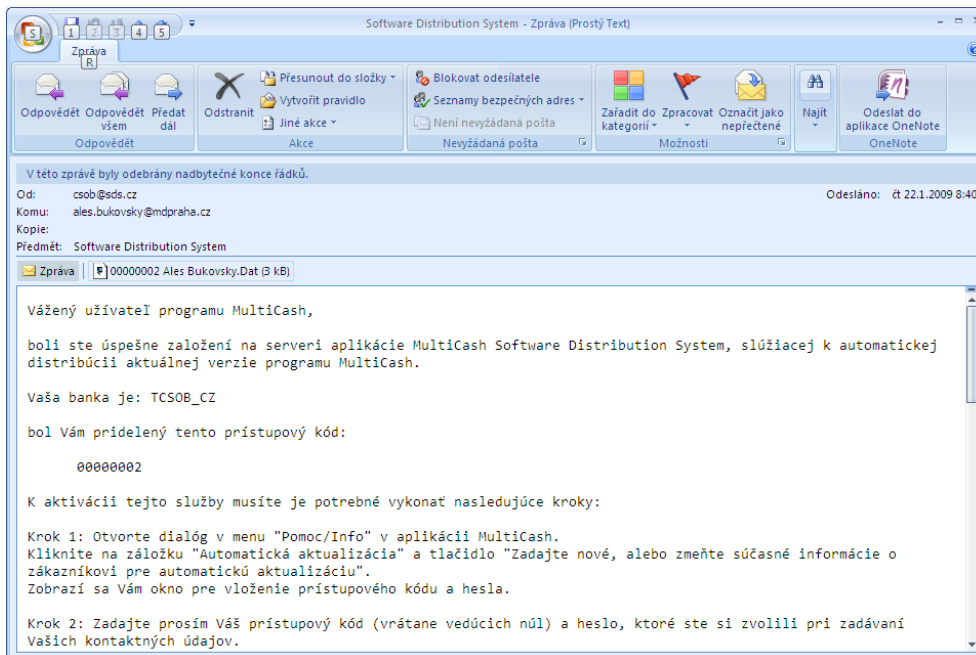 Software Distribution System - Zpráva (Prostý Text)
S 1 2 3 4 5
Zpráva
R
Odpovědět Odpovědět všem Předat dál
Odpovědět
Odstranit
Přesunout do složky
Vytvořit pravidlo
Jiné akce
Akce
Blokovat odesílatele
Seznamy bezpečných adres
Není nevyžádaná pošta
Nevyžádaná pošta
Zařadit do kategorií Zpracovat Označit jako nepřečtené
Možnosti
Najít
Odeslat do aplikace OneNote
OneNote
V této zprávě byly odebrány nadbytečné konce řádků.
Od: csob@sds.cz Odesláno: čt 22.1.2009 8:40
Komu: ales.bukovsky@mdpraha.cz
Kopie:
Předmět: Software Distribution System
Zpráva 00000002 Ales Bukovsky.Dat (3 kB)
Vážený užívateľ programu MultiCash,
boli ste úspešne založení na serveri aplikácie MultiCash Software Distribution System, slúžiacej k automatickej
distribúcii aktuálnej verzie programu MultiCash.
Vaša banka je: TCSOB_CZ
bol Vám pridelený tento prístupový kód:
00000002
K aktivácii tejto služby musíte je potrebné vykonať nasledujúce kroky:
Krok 1: Otvorte dialóg v menu "Pomoc/Info" v aplikácii MultiCash.
Kliknite na záložku "Automatická aktualizácia" a tlačidlo "Zadajte nové, alebo zmeňte súčasné informácie o
zákazníkovi pre automatickú aktualizáciu".
Zobrazí sa Vám okno pre vloženie prístupového kódu a hesla.
Krok 2: Zadajte prosím Váš prístupový kód (vrátane vedúcich núl) a heslo, ktoré ste si zvolili pri zadávaní
Vašich kontaktných údajov.